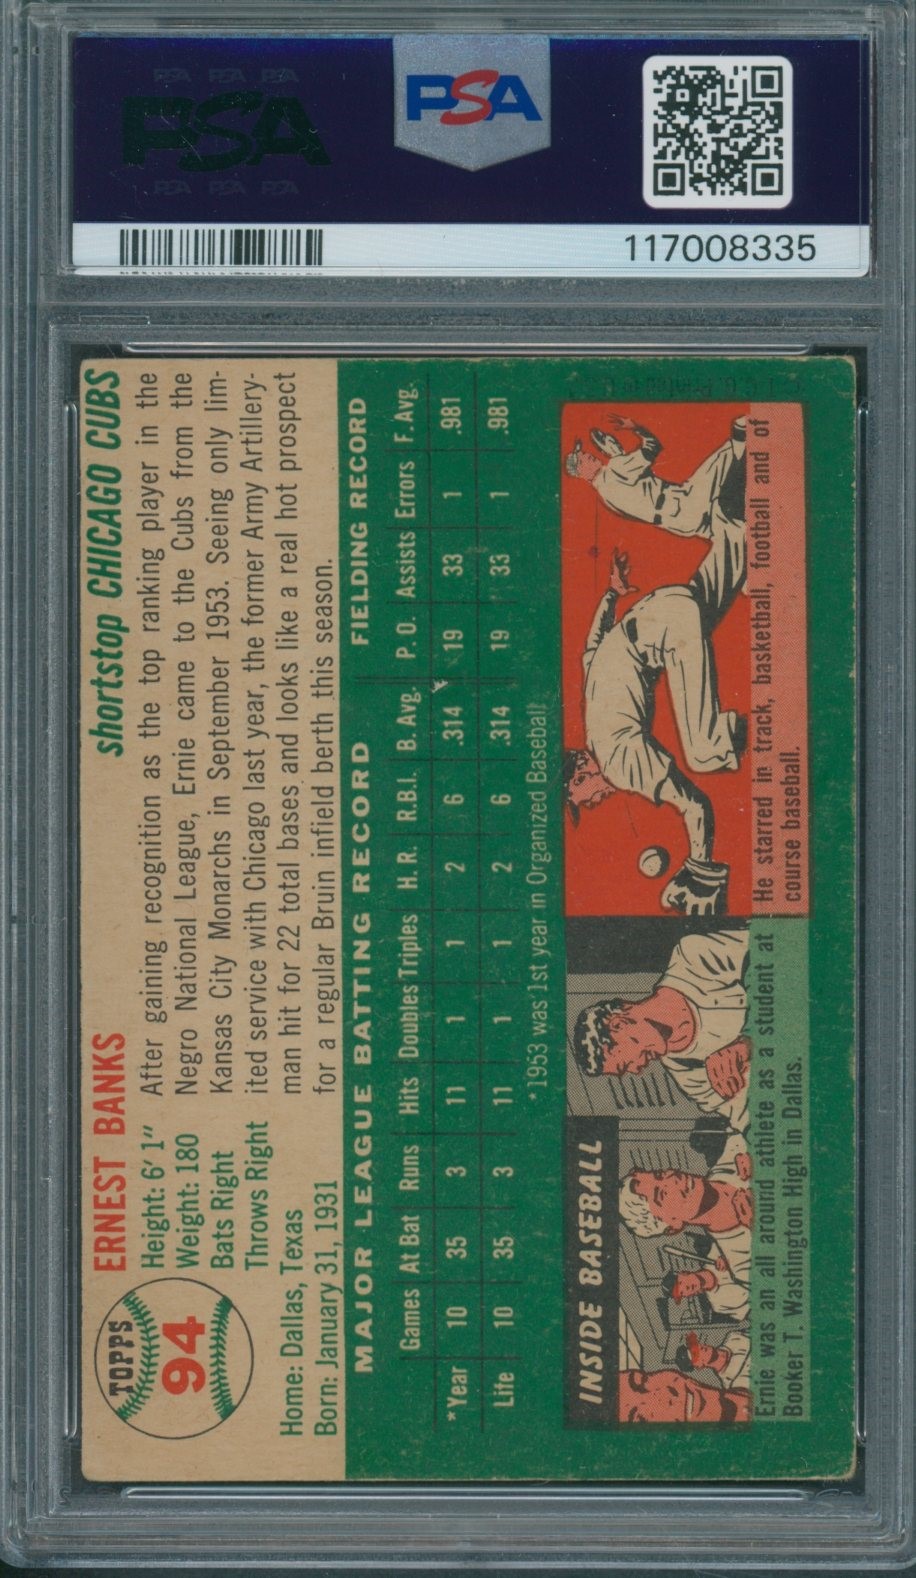 PSA PSA PSA
PSA
PSA PSA PSA
PSA
117008335
TOPPS
94
ERNEST BANKS
shortstop CHICAGO CUBS
Height: 6' 1"
Weight: 180
Bats Right
Throws Right
Home: Dallas, Texas
Born: January 31, 1931
After gaining recognition as the top ranking player in the
Negro National League, Ernie came to the Cubs from the
Kansas City Monarchs in September 1953. Seeing only lim-
ited service with Chicago last year, the former Army Artillery-
man hit for 22 total bases and looks like a real hot prospect
for a regular Bruin infield berth this season.
MAJOR LEAGUE BATTING RECORD FIELDING RECORD
Games At Bat Runs Hits Doubles Triples H. R. R.B.I. B. Avg. P. O. Assists Errors F. Avg.
*Year 10 35 3 11 1 1 2 6 .314 19 33 1 .981
Life 10 35 3 11 1 1 2 6 .314 19 33 1 .981
*1953 was 1st year in Organized Baseball
INSIDE BASEBALL
Ernie was an all around athlete as a student at
Booker T. Washington High in Dallas.
He starred in track, basketball, football and of
course baseball.